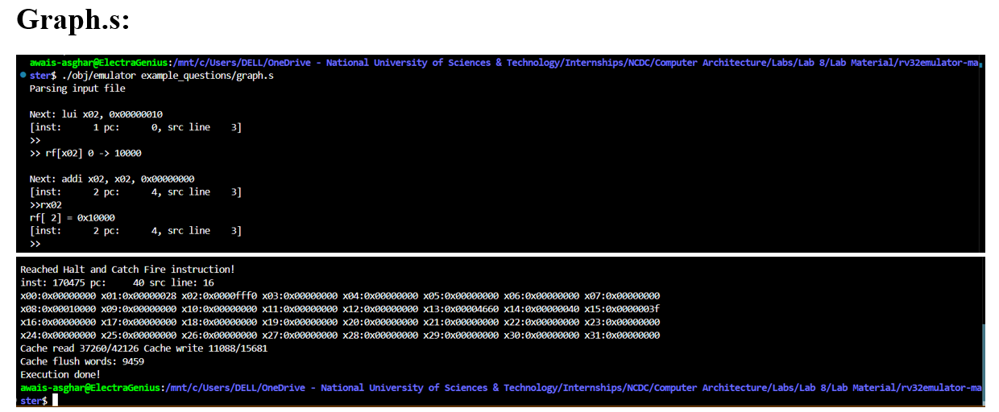 Graph.s:
awais-asghar@ElectraGenius:/mnt/c/Users/DELL/OneDrive - National University of Sciences & Technology/Internships/NCDC/Computer Architecture/Labs/Lab 8/Lab Material/rv32emulator-ma
ster$ ./obj/emulator example_questions/graph.s
Parsing input file
Next: lui x02, 0x00000010
[inst:      1 pc:      0, src line    3]
>>
>> rf[x02] 0 -> 10000
Next: addi x02, x02, 0x00000000
[inst:      2 pc:      4, src line    3]
>>rx02
rf[ 2] = 0x10000
[inst:      2 pc:      4, src line    3]
>>
Reached Halt and Catch Fire instruction!
inst: 170475 pc:     40 src line: 16
x00:0x00000000 x01:0x00000028 x02:0x0000fff0 x03:0x00000000 x04:0x00000000 x05:0x00000000 x06:0x00000000 x07:0x00000000
x08:0x00010000 x09:0x00000000 x10:0x00000000 x11:0x00000000 x12:0x00000000 x13:0x00004660 x14:0x00000040 x15:0x0000003f
x16:0x00000000 x17:0x00000000 x18:0x00000000 x19:0x00000000 x20:0x00000000 x21:0x00000000 x22:0x00000000 x23:0x00000000
x24:0x00000000 x25:0x00000000 x26:0x00000000 x27:0x00000000 x28:0x00000000 x29:0x00000000 x30:0x00000000 x31:0x00000000
Cache read 37260/42126 Cache write 11088/15681
Cache flush words: 9459
Execution done!
awais-asghar@ElectraGenius:/mnt/c/Users/DELL/OneDrive - National University of Sciences & Technology/Internships/NCDC/Computer Architecture/Labs/Lab 8/Lab Material/rv32emulator-ma
ster$